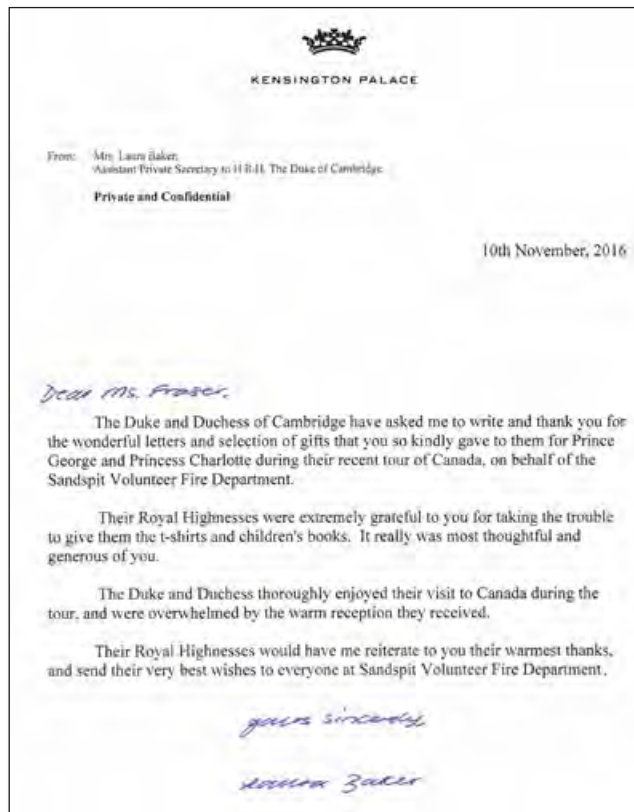 KENSINGTON PALACE
From: Mrs. Laura Baker,
Assistant Private Secretary to H.R.H. The Duke of Cambridge
Private and Confidential
10th November, 2016
Dear Ms. Fraser,
The Duke and Duchess of Cambridge have asked me to write and thank you for
the wonderful letters and selection of gifts that you so kindly gave to them for Prince
George and Princess Charlotte during their recent tour of Canada, on behalf of the
Sandspit Volunteer Fire Department.
Their Royal Highnesses were extremely grateful to you for taking the trouble
to give them the t-shirts and children's books. It really was most thoughtful and
generous of you.
The Duke and Duchess thoroughly enjoyed their visit to Canada during the
tour, and were overwhelmed by the warm reception they received.
Their Royal Highnesses would have me reiterate to you their warmest thanks,
and send their very best wishes to everyone at Sandspit Volunteer Fire Department.
yours sincerely,
Laura Baker